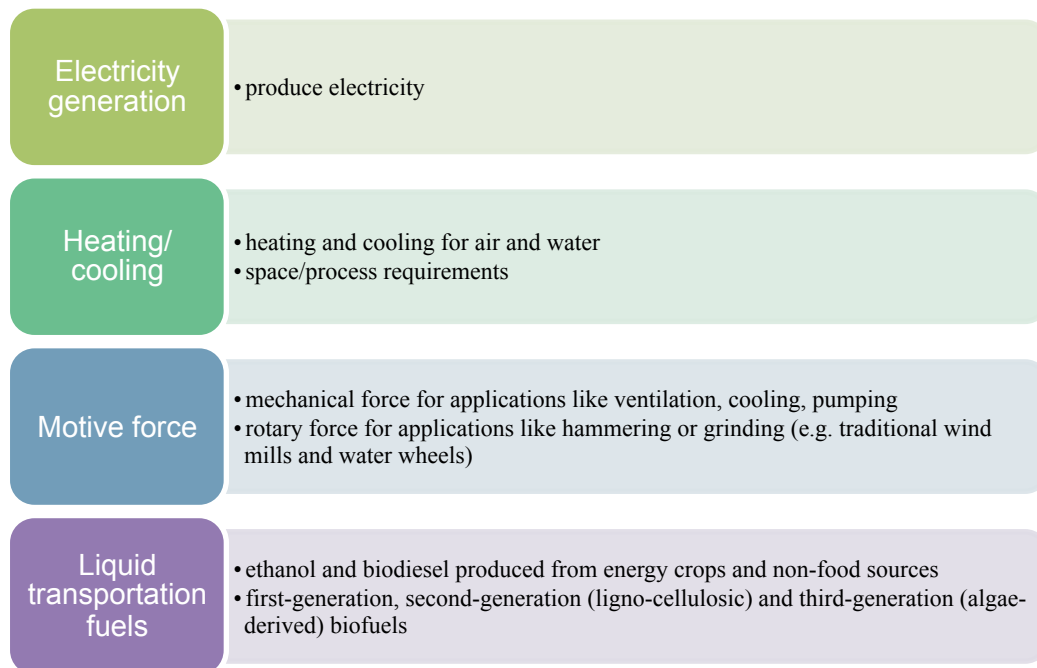 Electricity
generation
• produce electricity
Heating/
cooling
• heating and cooling for air and water
• space/process requirements
Motive force
• mechanical force for applications like ventilation, cooling, pumping
• rotary force for applications like hammering or grinding (e.g. traditional wind
mills and water wheels)
Liquid
transportation
fuels
• ethanol and biodiesel produced from energy crops and non-food sources
• first-generation, second-generation (ligno-cellulosic) and third-generation (algae-
derived) biofuels